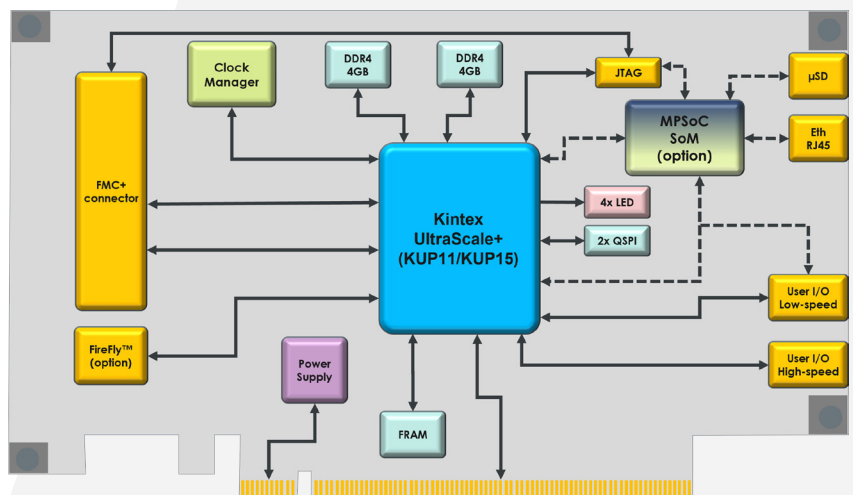 Clock
Manager
DDR4
4GB
DDR4
4GB
JTAG
µSD
MPSoC
SoM
(option)
Eth
RJ45
FMC+
connector
Kintex
UltraScale+
(KUP11/KUP15)
4x LED
2x QSPI
User I/O
Low-speed
FireFly™
(option)
Power
Supply
User I/O
High-speed
FRAM